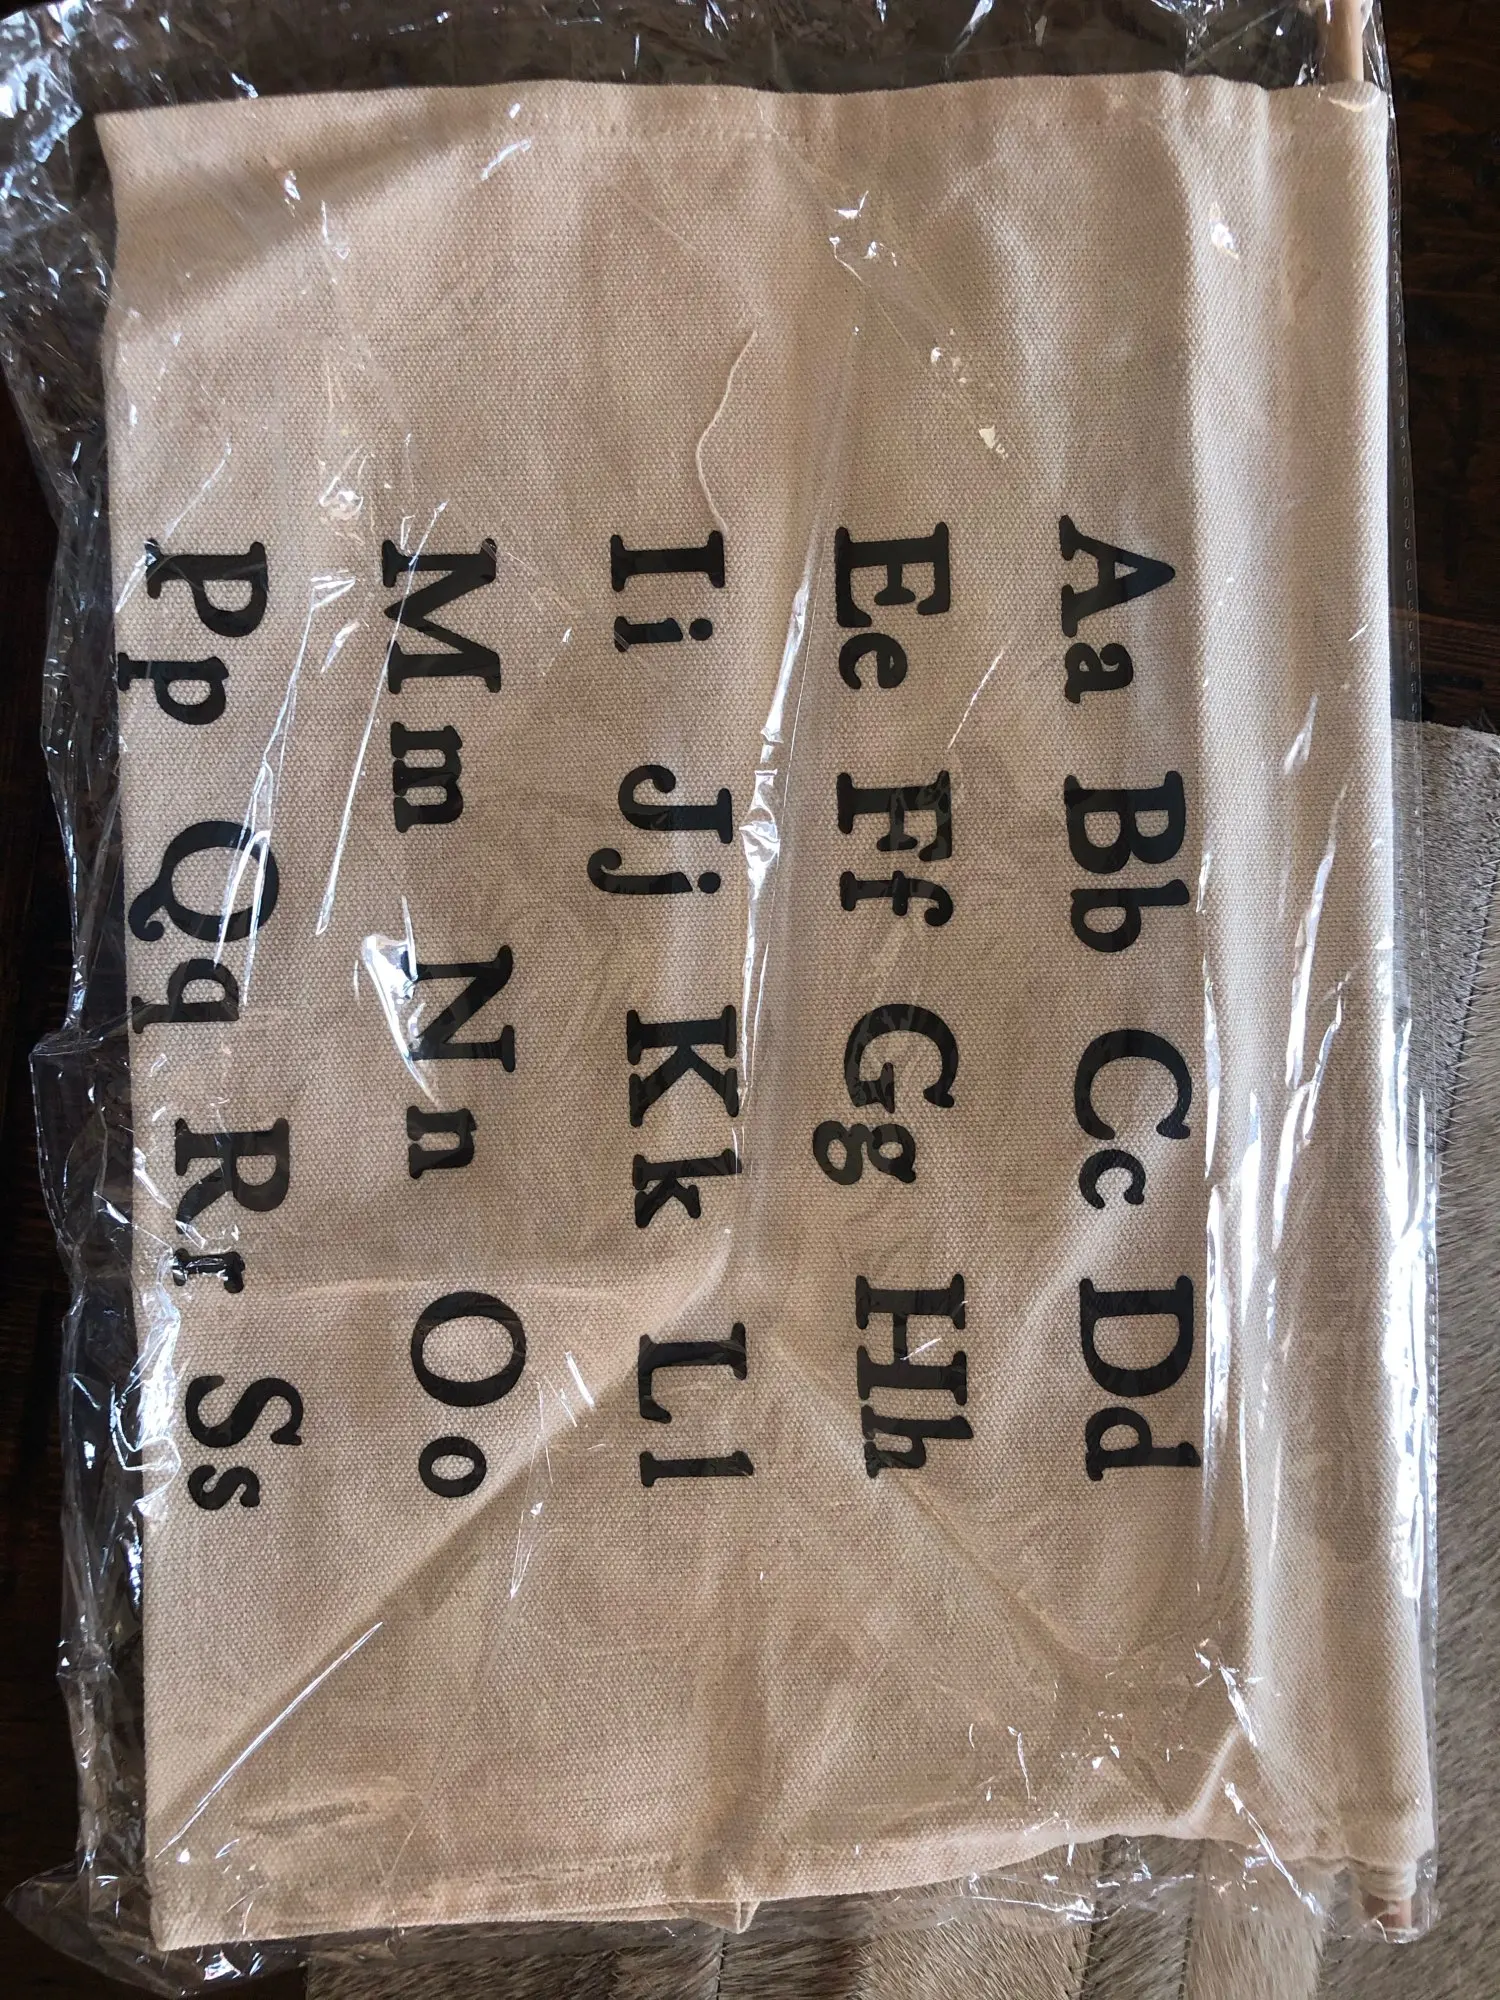 Aa Bb Cc Dd
Ee Ff Gg Hh
Ii Jj Kk Ll
Mm Nn Oo
Pp Qq Rr Ss